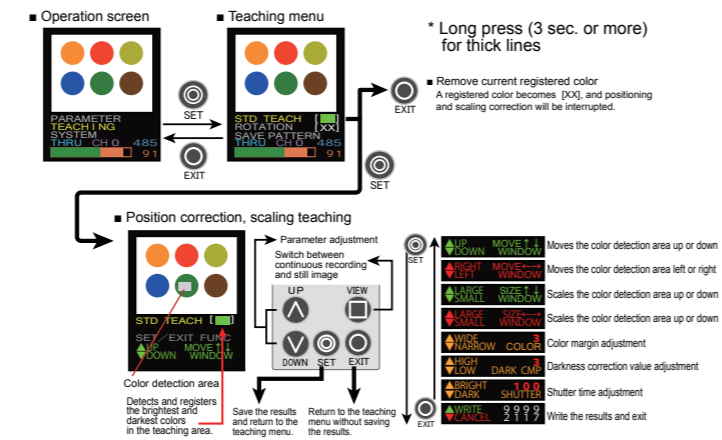 ■ Operation screen
■ Teaching menu
* Long press (3 sec. or more)
for thick lines
PARAMETER
TEACHING
SYSTEM
THRU CH 0 485
91
SET
EXIT
STD TEACH [ ]
ROTATION [XX]
SAVE PATTERN
THRU CH 0 485
91
EXIT
■ Remove current registered color
A registered color becomes [XX], and positioning
and scaling correction will be interrupted.
SET
■ Position correction, scaling teaching
STD TEACH [ ]
SET/EXIT FUNC
▲UP MOVE↑↓
▼DOWN WINDOW
Color detection area
Detects and registers
the brightest and
darkest colors
in the teaching area.
Parameter adjustment
Switch between
continuous recording
and still image
UP
VIEW
DOWN
SET
EXIT
Save the results
and return to the
teaching menu.
Return to the teaching
menu without saving
the results.
SET
EXIT
▲UP MOVE↑↓
▼DOWN WINDOW
Moves the color detection area up or down
▲RIGHT MOVE←→
▼LEFT WINDOW
Moves the color detection area left or right
▲LARGE SIZE↑↓
▼SMALL WINDOW
Scales the color detection area up or down
▲LARGE SIZE←→
▼SMALL WINDOW
Scales the color detection area up or down
▲WIDE 3
▼NARROW COLOR
Color margin adjustment
▲HIGH 3
▼LOW DARK CMP
Darkness correction value adjustment
▲BRIGHT 100
▼DARK SHUTTER
Shutter time adjustment
▲WRITE 9999
▼CANCEL 2117
Write the results and exit